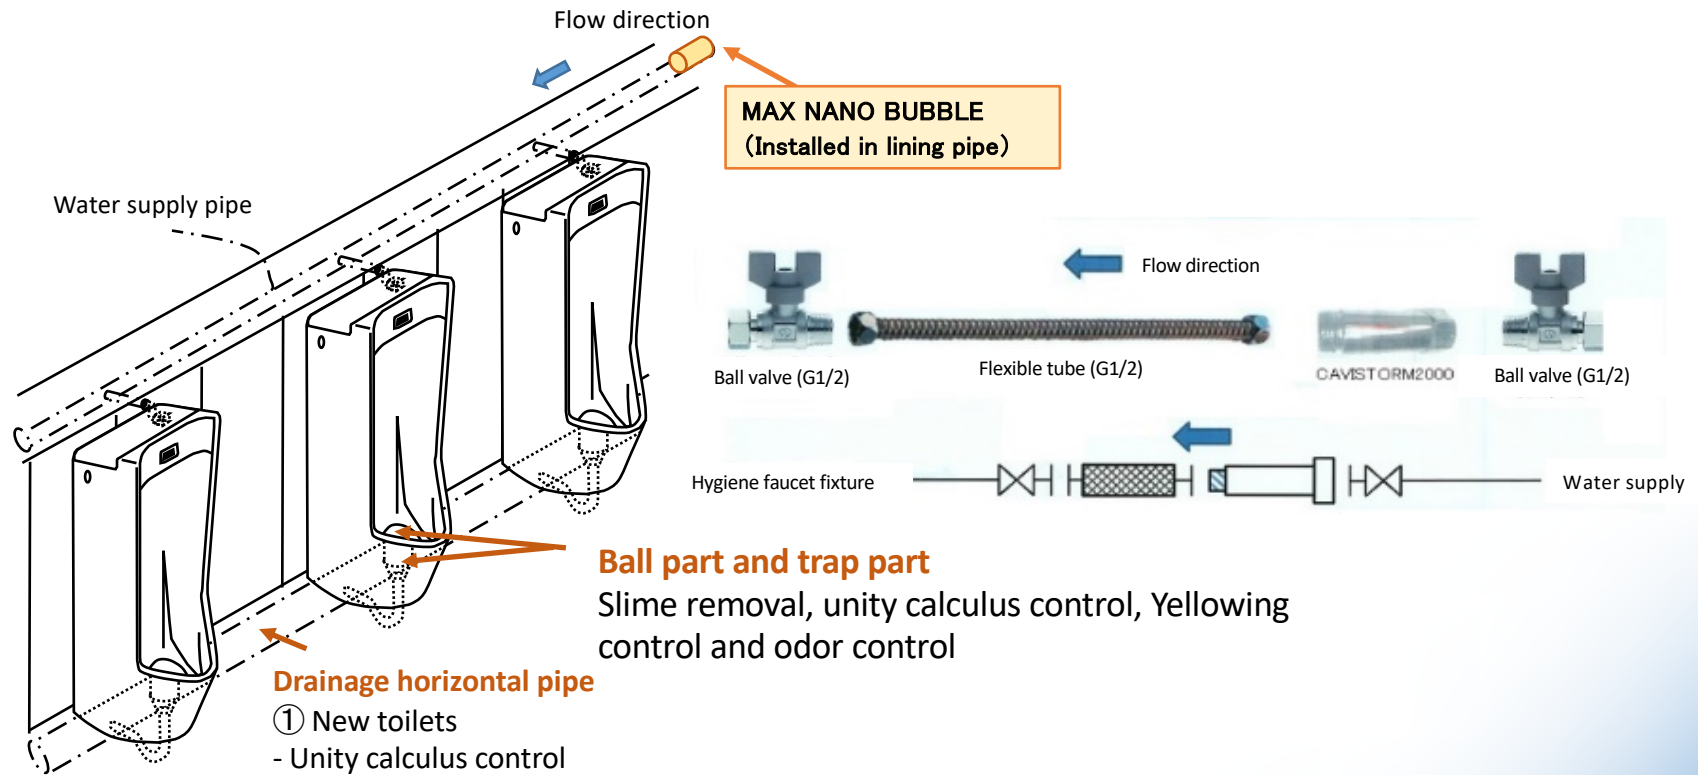 Flow direction
MAX NANO BUBBLE
(Installed in lining pipe)
Water supply pipe
Flow direction
Ball valve (G1/2)
Flexible tube (G1/2)
CAVISTORM2000
Ball valve (G1/2)
Hygiene faucet fixture
Water supply
Ball part and trap part
Slime removal, unity calculus control, Yellowing
control and odor control
Drainage horizontal pipe
① New toilets
- Unity calculus control